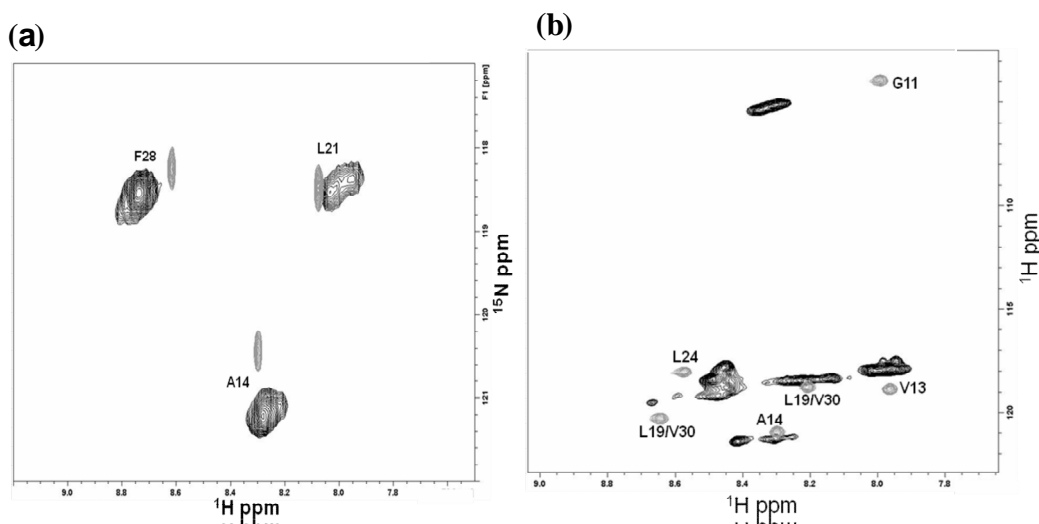 (a)
F1 [ppm]
F28
L21
A14
118
119
120
121
15N ppm
9.0 8.8 8.6 8.4 8.2 8.0 7.8
1H ppm
(b)
G11
L24
L19/V30
V13
L19/V30
A14
110
115
120
1H ppm
9.0 8.8 8.6 8.4 8.2 8.0 7.8
1H ppm